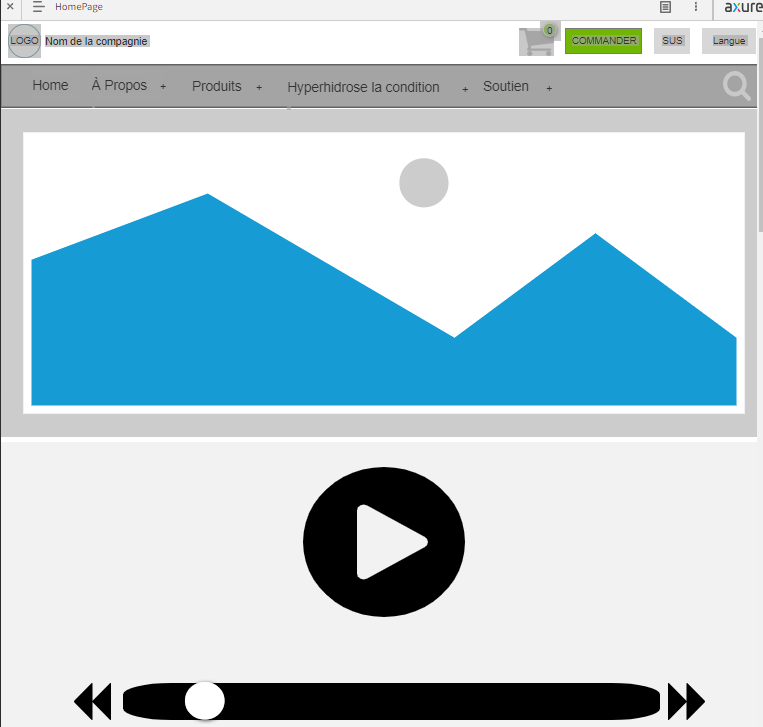 HomePage
axure
LOGO
Nom de la compagnie
0
COMMANDER
SUS
Langue
Home
À Propos +
Produits +
Hyperhidrose la condition +
Soutien +